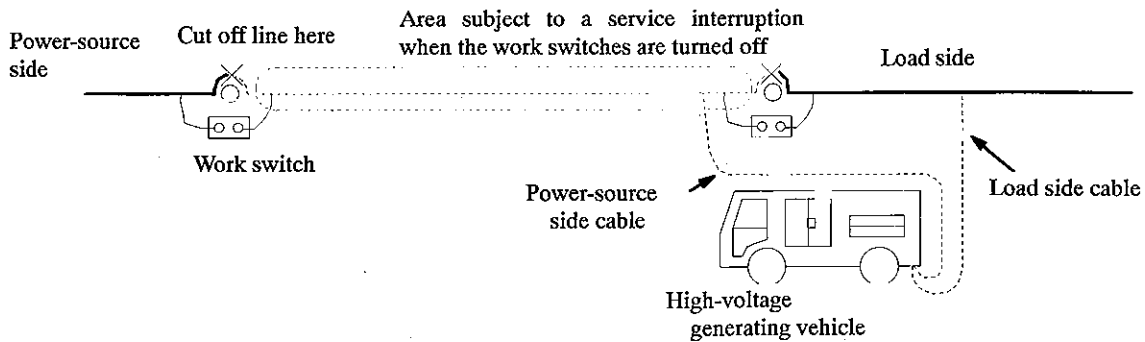 Power-source
side
Cut off line here
Area subject to a service interruption
when the work switches are turned off
Load side
Work switch
Power-source
side cable
Load side cable
High-voltage
generating vehicle